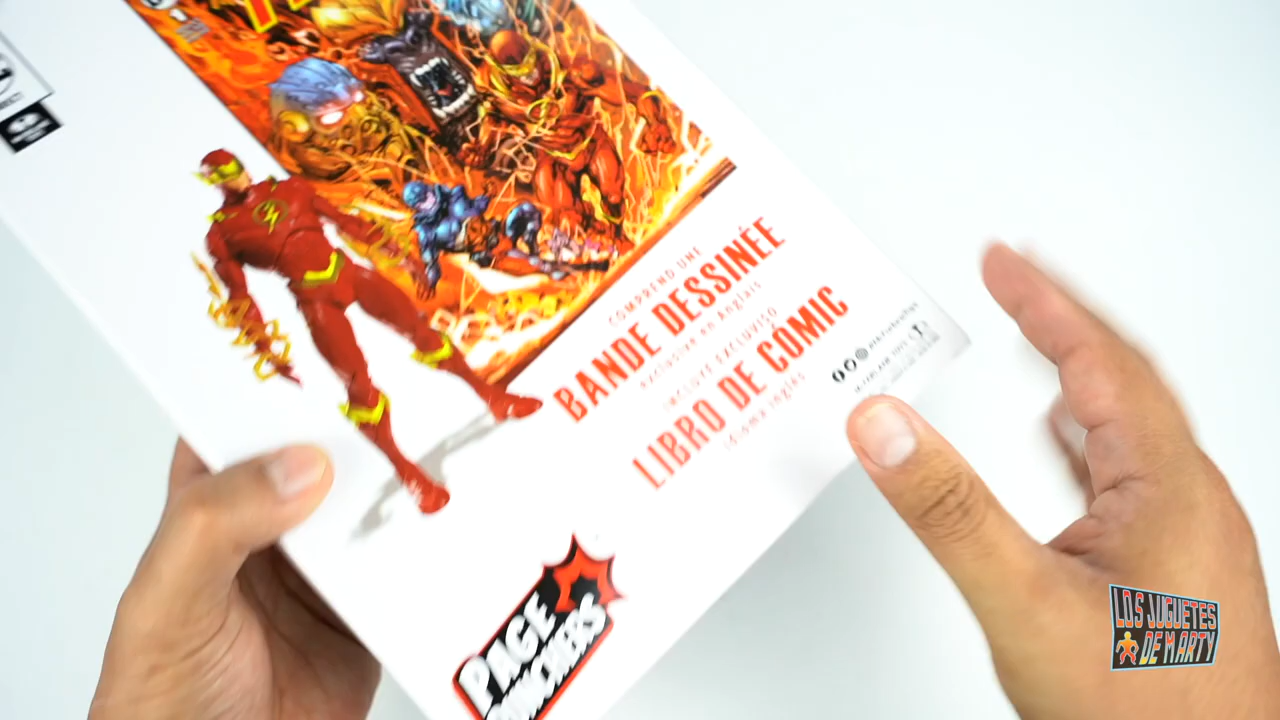 COMPREND UNE
BANDE DESSINÉE
exclusive en Anglais
INCLUYE EXCLUVISO
LIBRO DE CÓMIC
idioma inglés
PAGE
PUNCHERS
LOS JUGUETES
DE MARTY